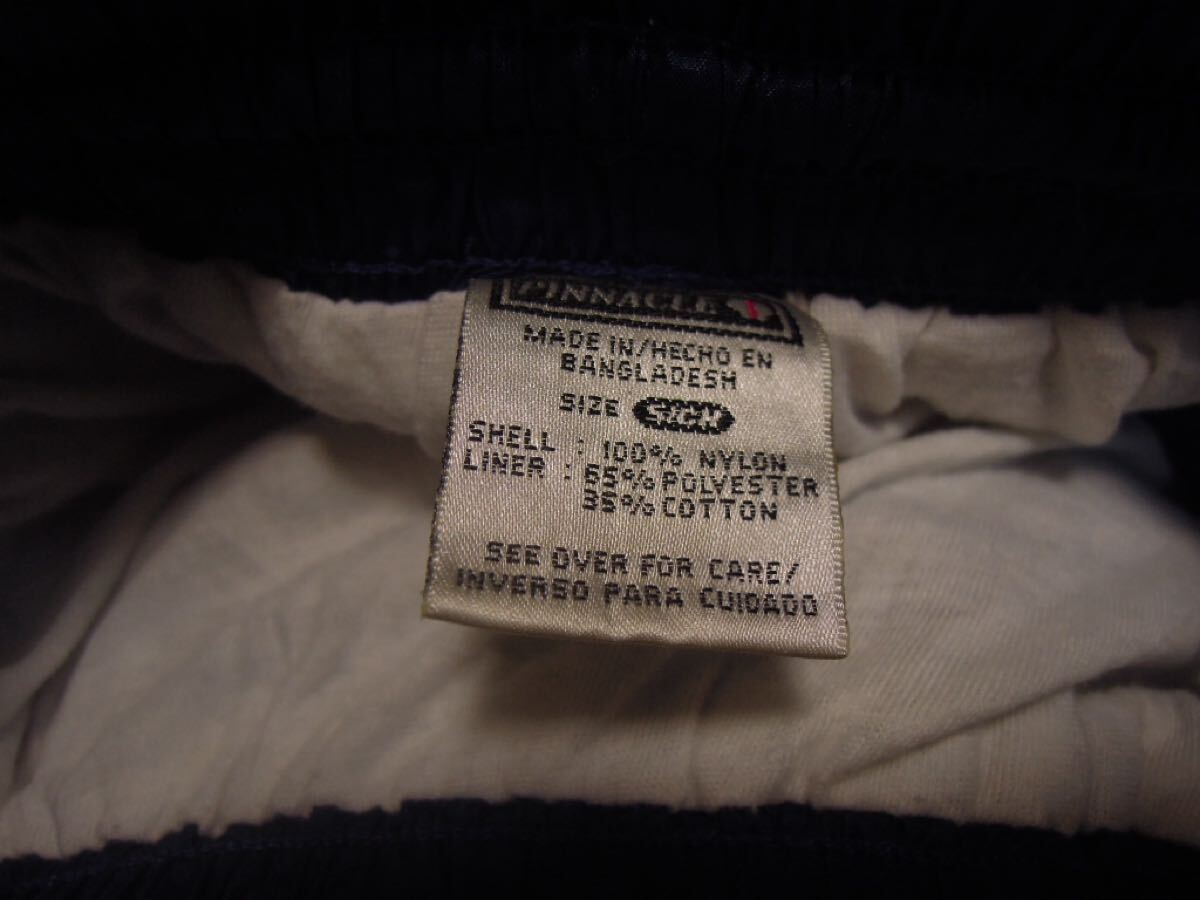 PINNACLE
MADE IN/HECHO EN
BANGLADESH
SIZE S/CH
SHELL : 100% NYLON
LINER : 65% POLYESTER
35% COTTON
SEE OVER FOR CARE/
INVERSO PARA CUIDADO